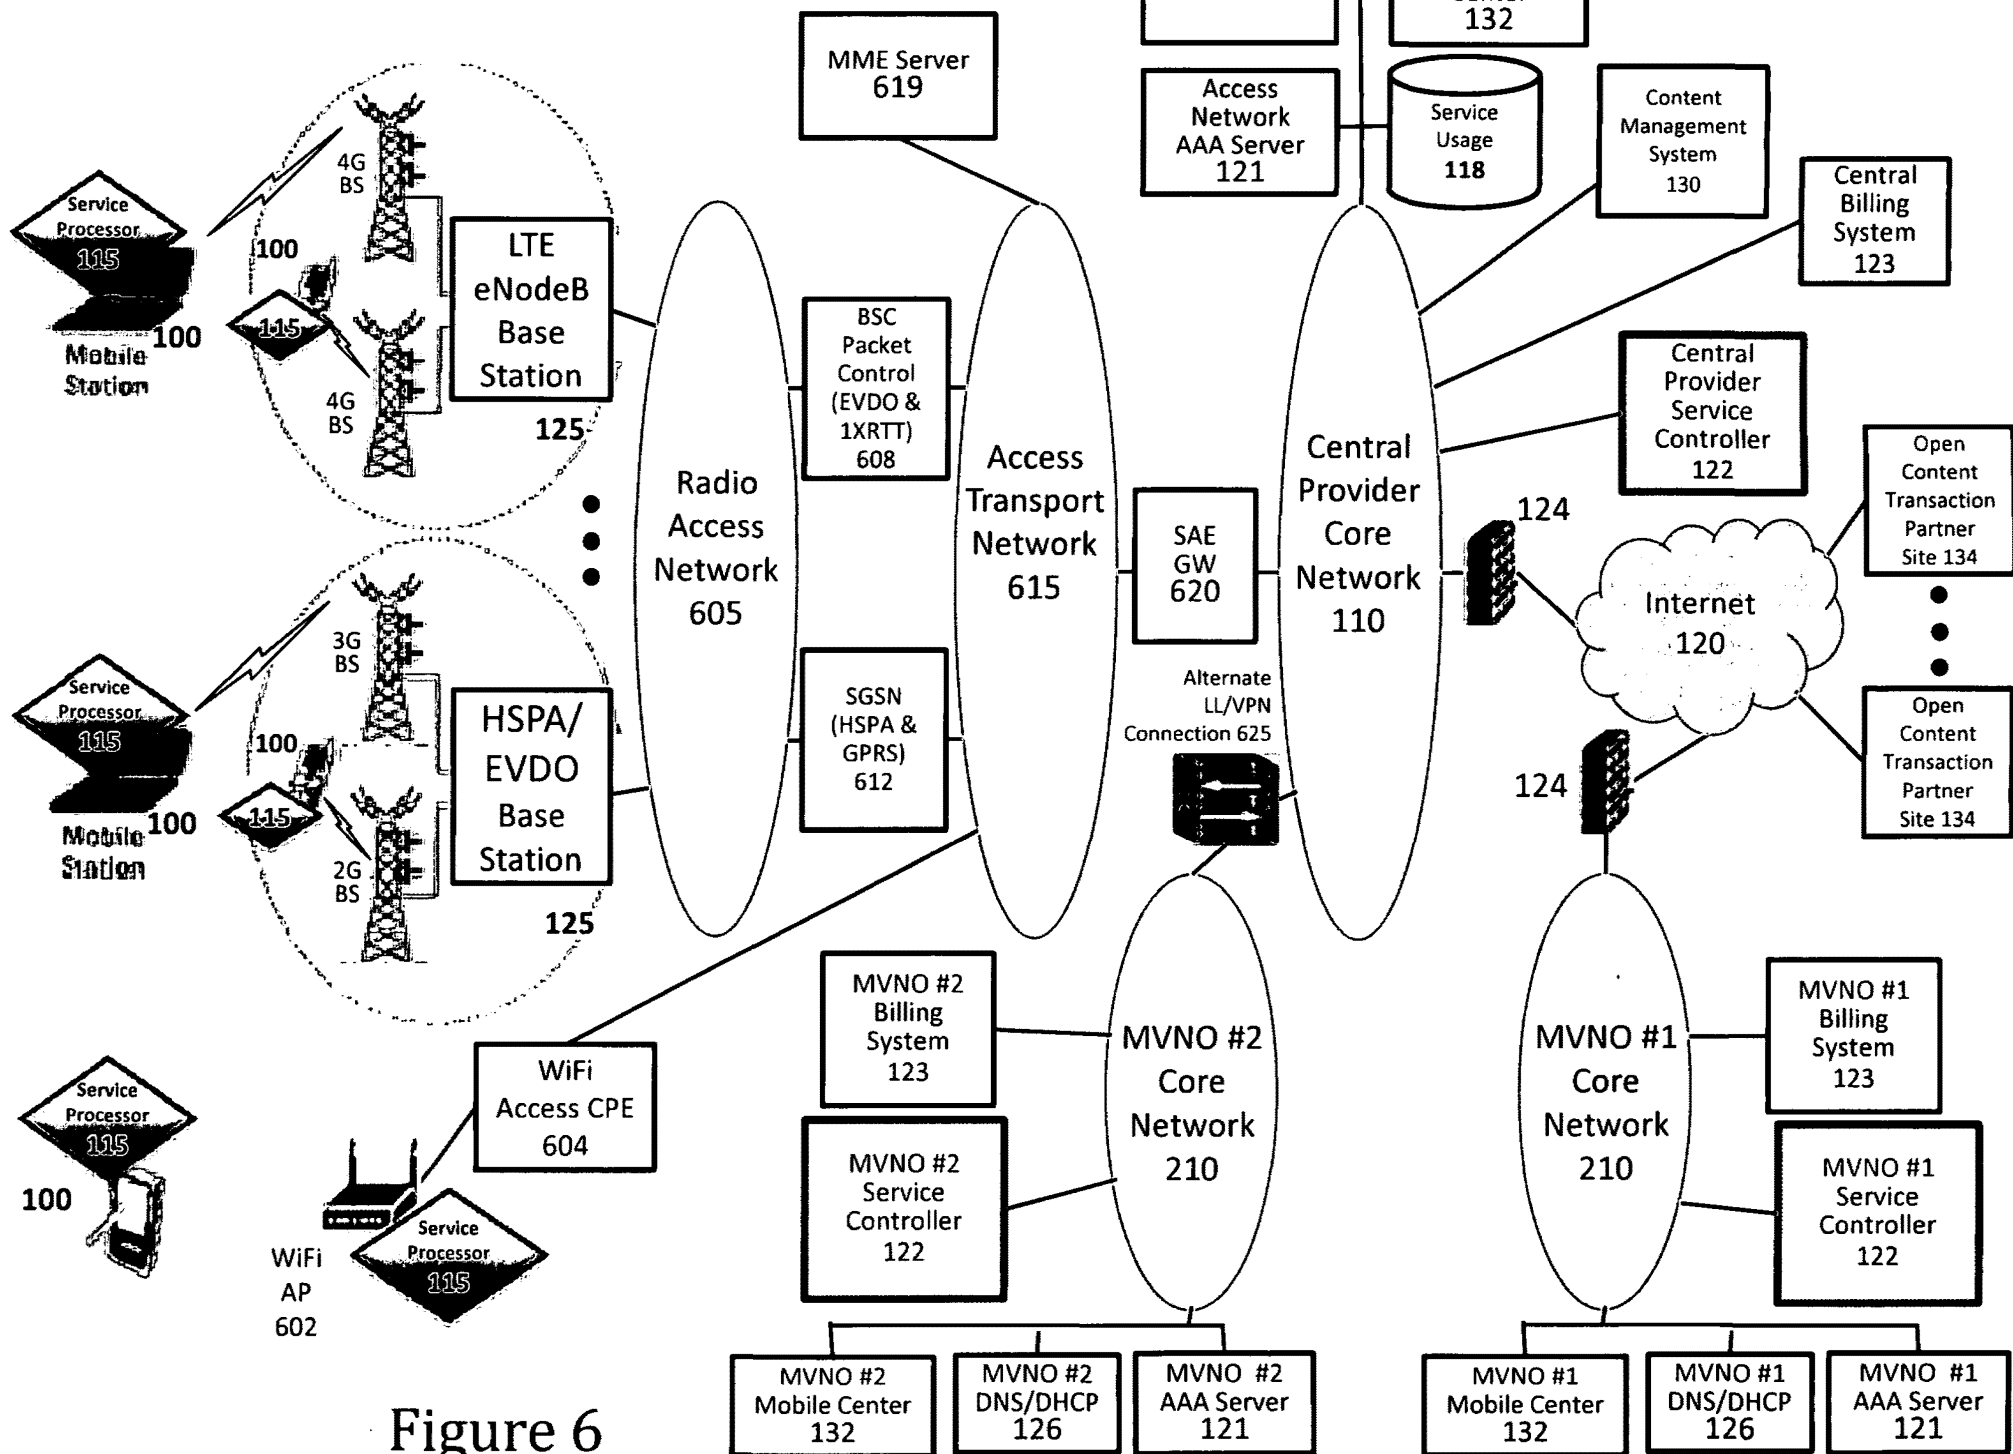 132
MME Server
619
Access
Network
AAA Server
121
Service
Usage
118
Content
Management
System
130
Central
Billing
System
123
Service
Processor
115
100
Mobile
Station
4G
BS
100
115
4G
BS
LTE
eNodeB
Base
Station
125
BSC
Packet
Control
(EVDO &
1XRTT)
608
Radio
Access
Network
605
Access
Transport
Network
615
SAE
GW
620
Central
Provider
Core
Network
110
Central
Provider
Service
Controller
122
124
Internet
120
Open
Content
Transaction
Partner
Site 134
Open
Content
Transaction
Partner
Site 134
124
Service
Processor
115
100
Mobile
Station
3G
BS
100
115
2G
BS
HSPA/
EVDO
Base
Station
125
SGSN
(HSPA &
GPRS)
612
Alternate
LL/VPN
Connection 625
Service
Processor
115
100
WiFi
Access CPE
604
WiFi
AP
602
Service
Processor
115
MVNO #2
Billing
System
123
MVNO #2
Service
Controller
122
MVNO #2
Core
Network
210
MVNO #1
Core
Network
210
MVNO #1
Billing
System
123
MVNO #1
Service
Controller
122
MVNO #2
Mobile Center
132
MVNO #2
DNS/DHCP
126
MVNO #2
AAA Server
121
MVNO #1
Mobile Center
132
MVNO #1
DNS/DHCP
126
MVNO #1
AAA Server
121
Figure 6